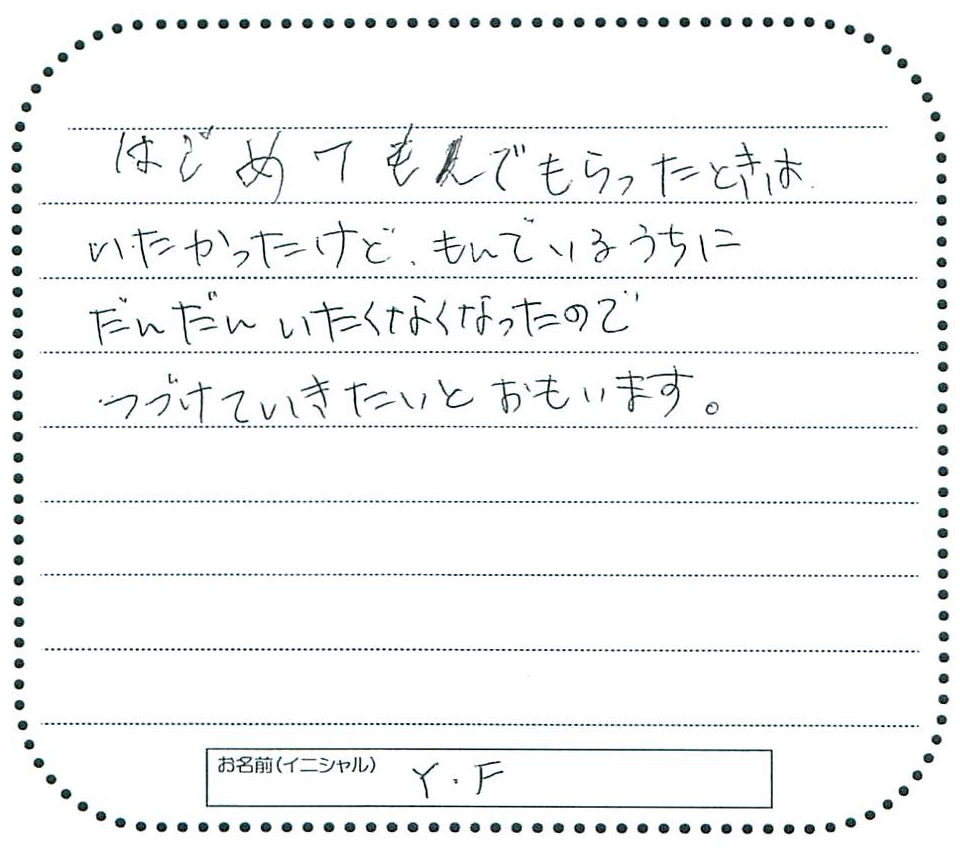 はじめてもんでもらったときは
いたかったけど、もんでいるうちに
だんだんいたくなくなったので
つづけていきたいとおもいます。
お名前(イニシャル) Y.F